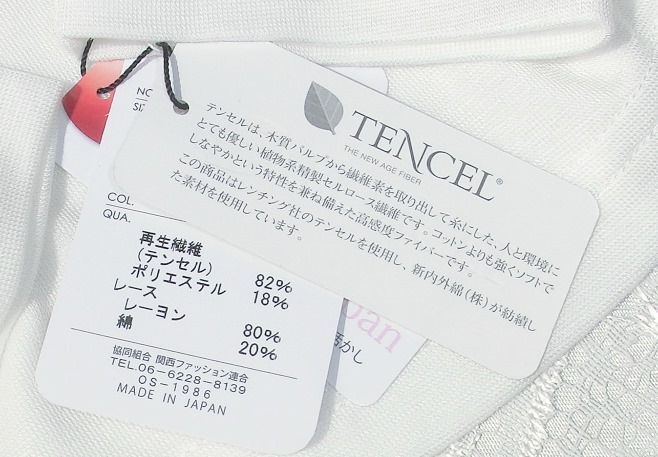 TENCEL®
THE NEW AGE FIBER
テンセルは、木質パルプから繊維素を取り出して糸にした、人と環境に
とても優しい植物系精製セルロース繊維です。コットンよりも強くソフトで
しなやかという特性を兼ね備えた高感度ファイバーです。
この商品はレンチング社のテンセルを使用し、新内外綿(株)が紡績し
た素材を使用しています。
COL.
QUA.
再生繊維
(テンセル) 82%
ポリエステル 18%
レース
レーヨン 80%
綿 20%
協同組合 関西ファッション連合
TEL.06-6228-8139
OS-1986
MADE IN JAPAN